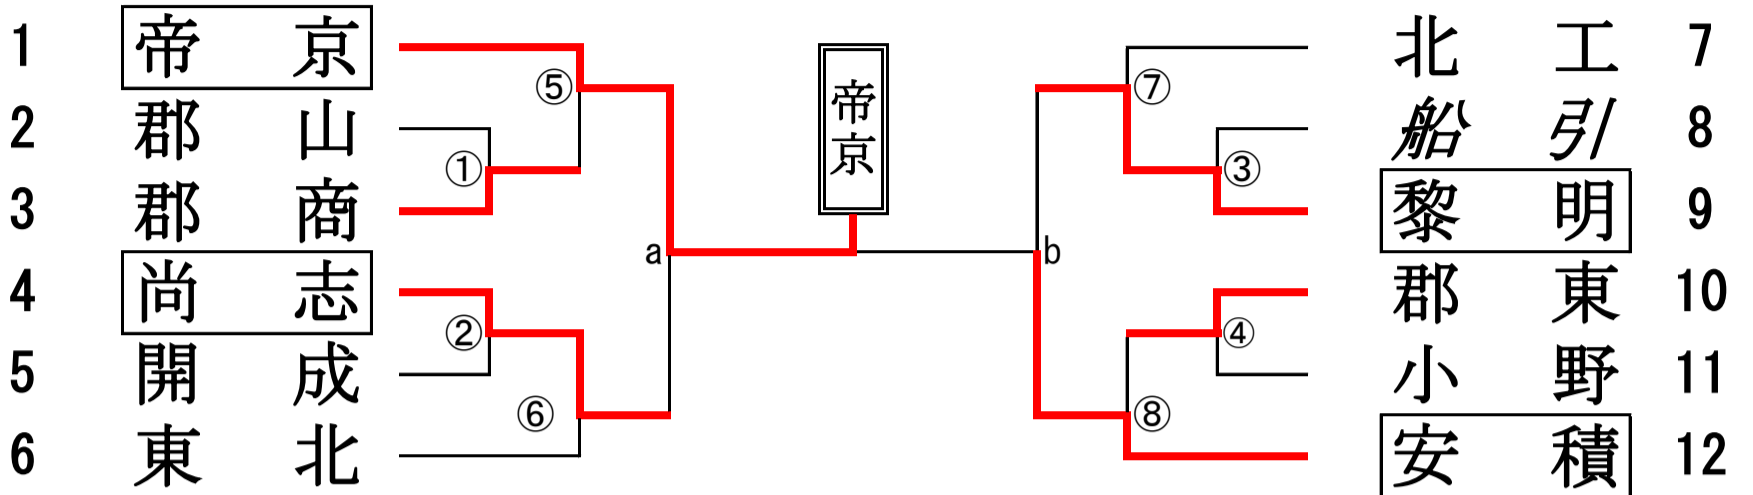 1 帝京 北工 7
⑤ 帝京 ⑦
2 郡山 船引 8
① ③
3 郡商 黎明 9
a b
4 尚志 郡東 10
② ④
5 開成 小野 11
⑥ ⑧
6 東北 安積 12